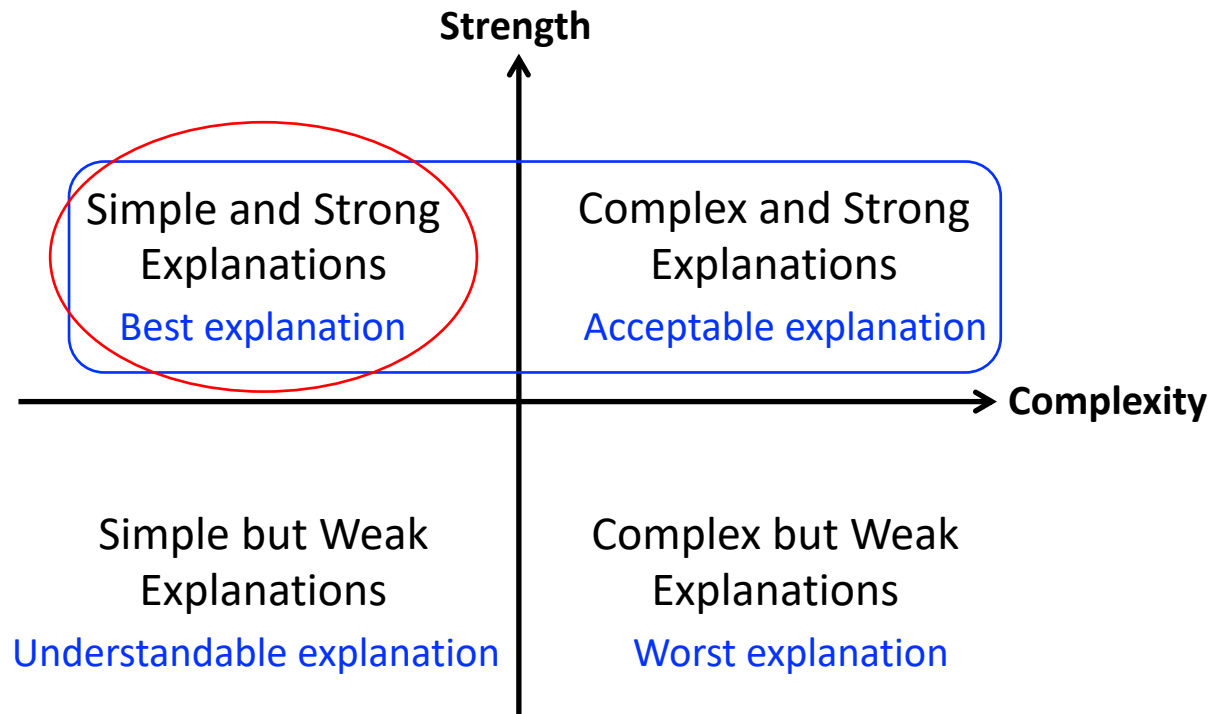 Strength
Simple and Strong
Explanations
Best explanation
Complex and Strong
Explanations
Acceptable explanation
Complexity
Simple but Weak
Explanations
Understandable explanation
Complex but Weak
Explanations
Worst explanation